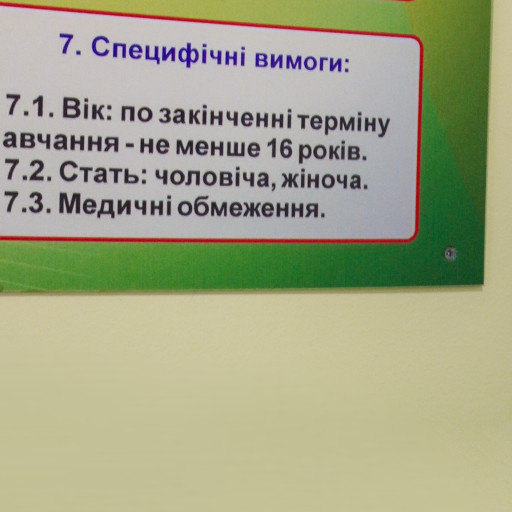 7. Специфічні вимоги:
7.1. Вік: по закінченні терміну
авчання - не менше 16 років.
7.2. Стать: чоловіча, жіноча.
7.3. Медичні обмеження.